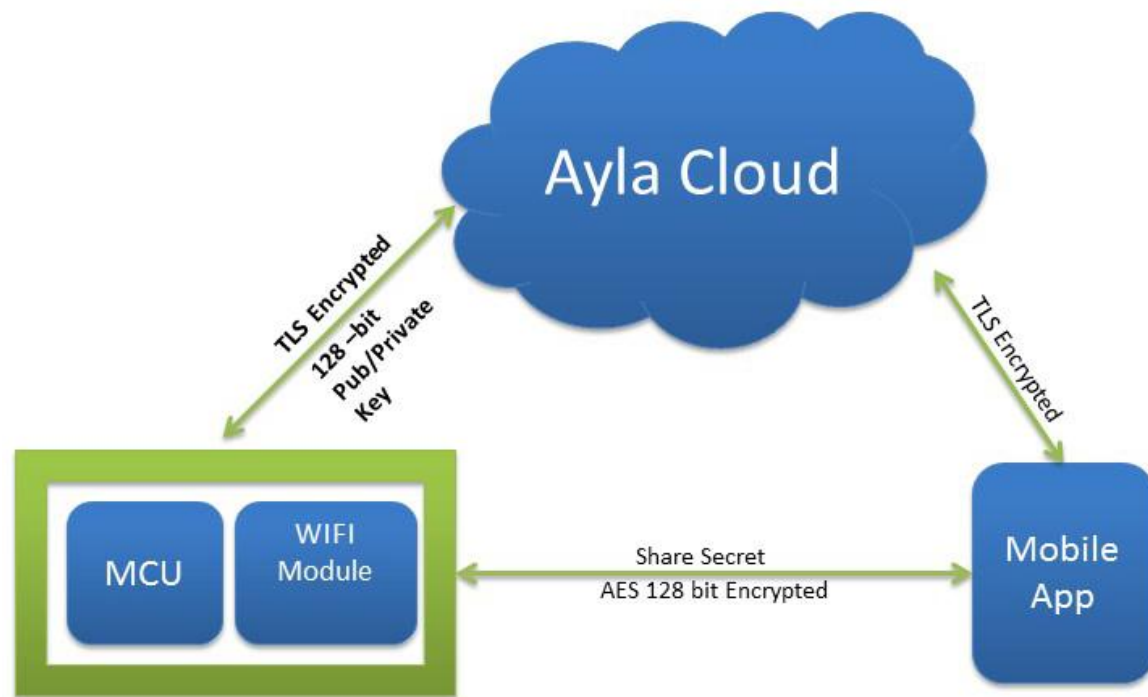 Ayla Cloud
TLS Encrypted
128 –bit
Pub/Private
Key
TLS Encrypted
MCU
WIFI
Module
Share Secret
AES 128 bit Encrypted
Mobile
App